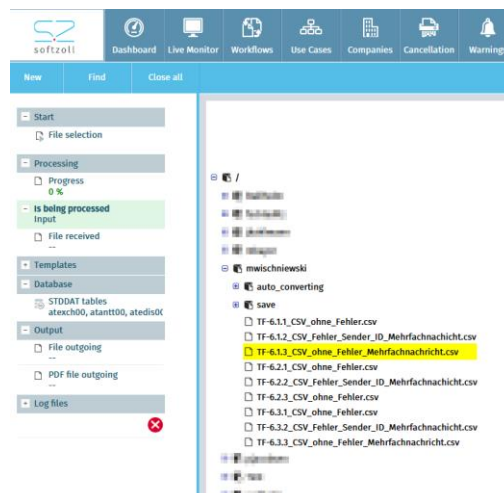 softzoll
Dashboard
Live Monitor
Workflows
Use Cases
Companies
Cancellation
Warning
New
Find
Close all
Start
File selection
Processing
Progress
0 %
Is being processed
Input
File received
--
Templates
Database
STDDAT tables
atexch00, atantt00, atedis0(
Output
File outgoing
--
PDF file outgoing
--
Log files
/
mwischniewski
auto_converting
save
TF-6.1.1_CSV_ohne_Fehler.csv
TF-6.1.2_CSV_Fehler_Sender_ID_Mehrfachnachicht.csv
TF-6.1.3_CSV_ohne_Fehler_Mehrfachnachricht.csv
TF-6.2.1_CSV_ohne_Fehler.csv
TF-6.2.2_CSV_Fehler_Sender_ID_Mehrfachnachicht.csv
TF-6.2.3_CSV_ohne_Fehler.csv
TF-6.3.1_CSV_ohne_Fehler.csv
TF-6.3.2_CSV_Fehler_Sender_ID_Mehrfachnachicht.csv
TF-6.3.3_CSV_ohne_Fehler_Mehrfachnachricht.csv